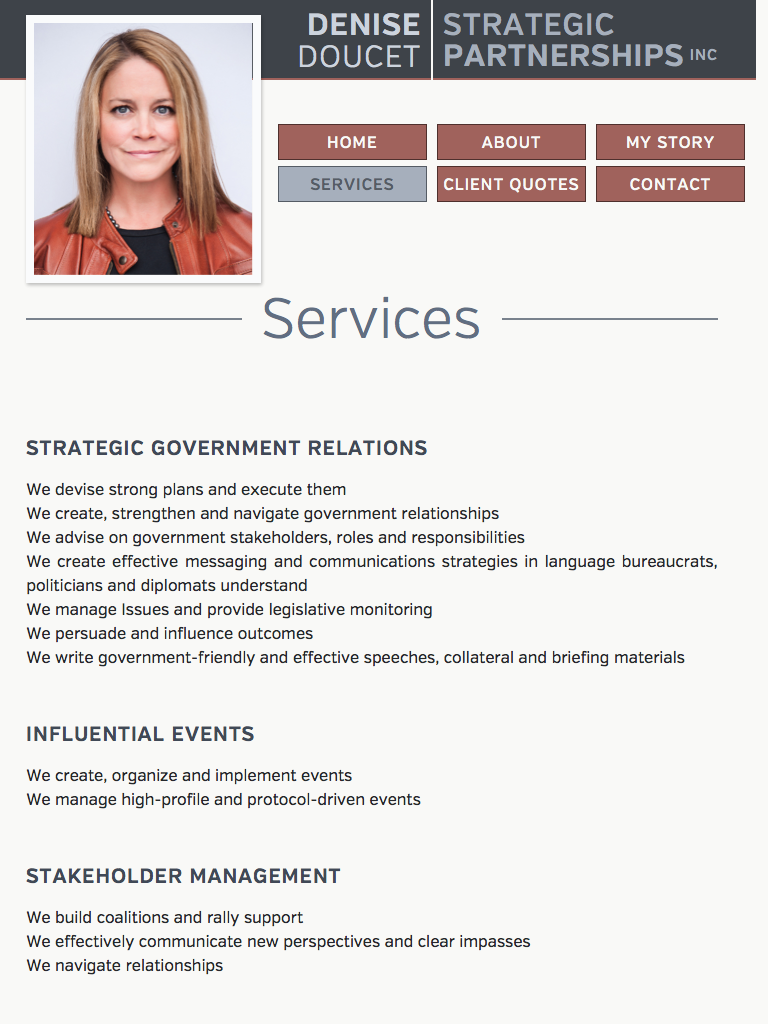 DENISE
DOUCET
STRATEGIC
PARTNERSHIPS INC
HOME
ABOUT
MY STORY
SERVICES
CLIENT QUOTES
CONTACT
Services
STRATEGIC GOVERNMENT RELATIONS
We devise strong plans and execute them
We create, strengthen and navigate government relationships
We advise on government stakeholders, roles and responsibilities
We create effective messaging and communications strategies in language bureaucrats,
politicians and diplomats understand
We manage Issues and provide legislative monitoring
We persuade and influence outcomes
We write government-friendly and effective speeches, collateral and briefing materials
INFLUENTIAL EVENTS
We create, organize and implement events
We manage high-profile and protocol-driven events
STAKEHOLDER MANAGEMENT
We build coalitions and rally support
We effectively communicate new perspectives and clear impasses
We navigate relationships